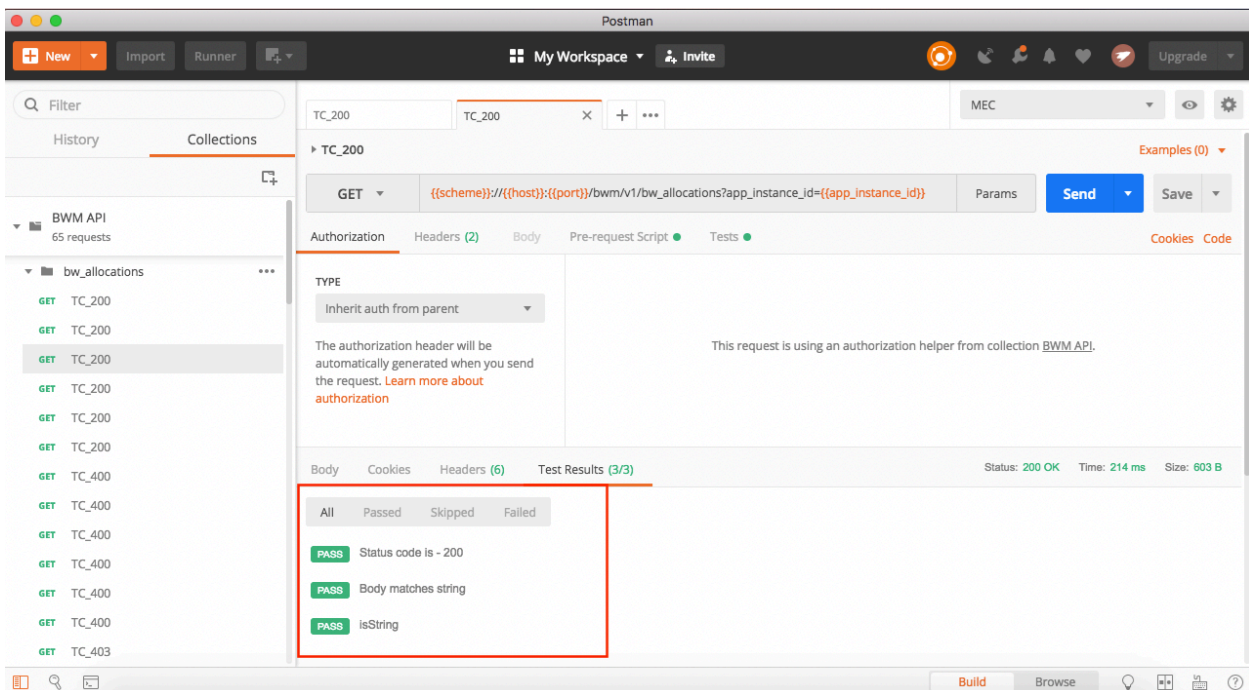 Postman
New
Import
Runner
My Workspace
Invite
Upgrade
Filter
History
Collections
BWM API
65 requests
bw_allocations
GET TC_200
GET TC_200
GET TC_200
GET TC_200
GET TC_200
GET TC_200
GET TC_400
GET TC_400
GET TC_400
GET TC_400
GET TC_400
GET TC_400
GET TC_403
TC_200
TC_200
MEC
TC_200
Examples (0)
GET
{{scheme}}://{{host}}:{{port}}/bwm/v1/bw_allocations?app_instance_id={{app_instance_id}}
Params
Send
Save
Authorization
Headers (2)
Body
Pre-request Script
Tests
Cookies
Code
TYPE
Inherit auth from parent
The authorization header will be
automatically generated when you send
the request. Learn more about
authorization
This request is using an authorization helper from collection BWM API.
Body
Cookies
Headers (6)
Test Results (3/3)
Status: 200 OK
Time: 214 ms
Size: 603 B
All
Passed
Skipped
Failed
PASS Status code is - 200
PASS Body matches string
PASS isString
Build
Browse